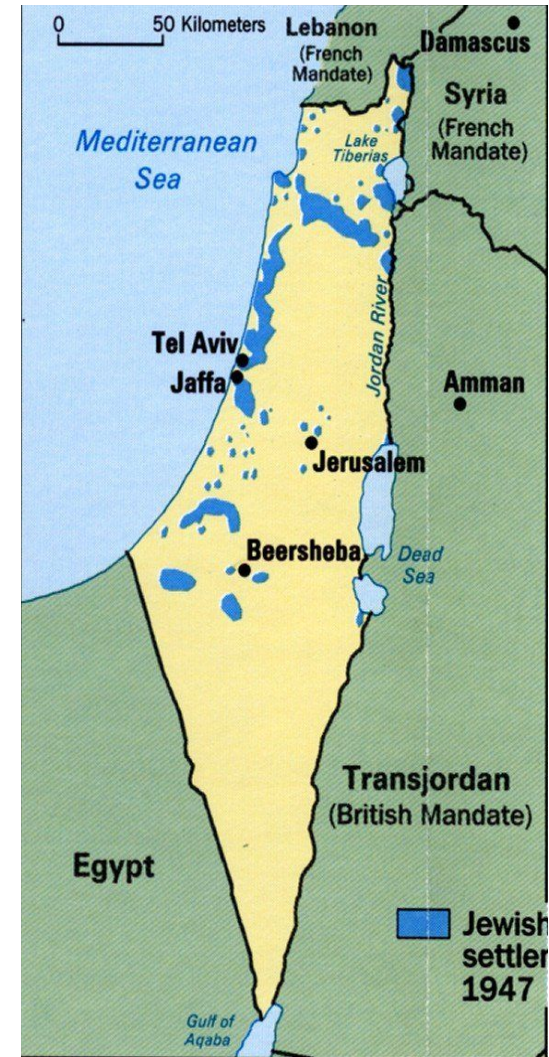 0 50 Kilometers
Lebanon
(French
Mandate)
Damascus
Syria
(French
Mandate)
Mediterranean
Sea
Lake
Tiberias
Jordan River
Tel Aviv
Jaffa
Amman
Jerusalem
Beersheba
Dead
Sea
Transjordan
(British Mandate)
Egypt
Jewish
settler
1947
Gulf of
Aqaba